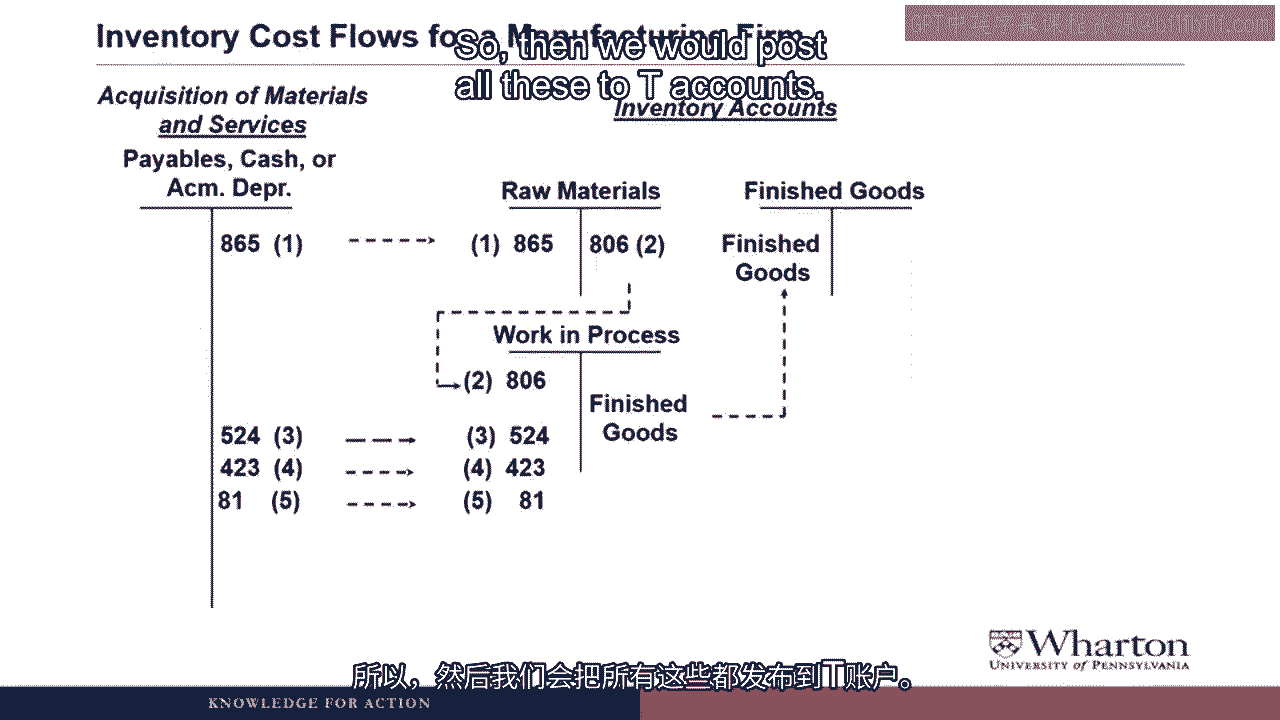 Inventory Cost Flows for a Manufacturing Firm
So, then we would post
all these to T accounts.
Acquisition of Materials
and Services
Inventory Accounts
Payables, Cash, or
Acm. Depr.
Raw Materials
Finished Goods
865 (1)
(1) 865
806 (2)
Finished
Goods
Work in Process
(2) 806
Finished
Goods
524 (3)
(3) 524
423 (4)
(4) 423
81 (5)
(5) 81
Wharton
UNIVERSITY of PENNSYLVANIA
所以，然后我们会把所有这些都发布到T账户。
KNOWLEDGE FOR ACTION